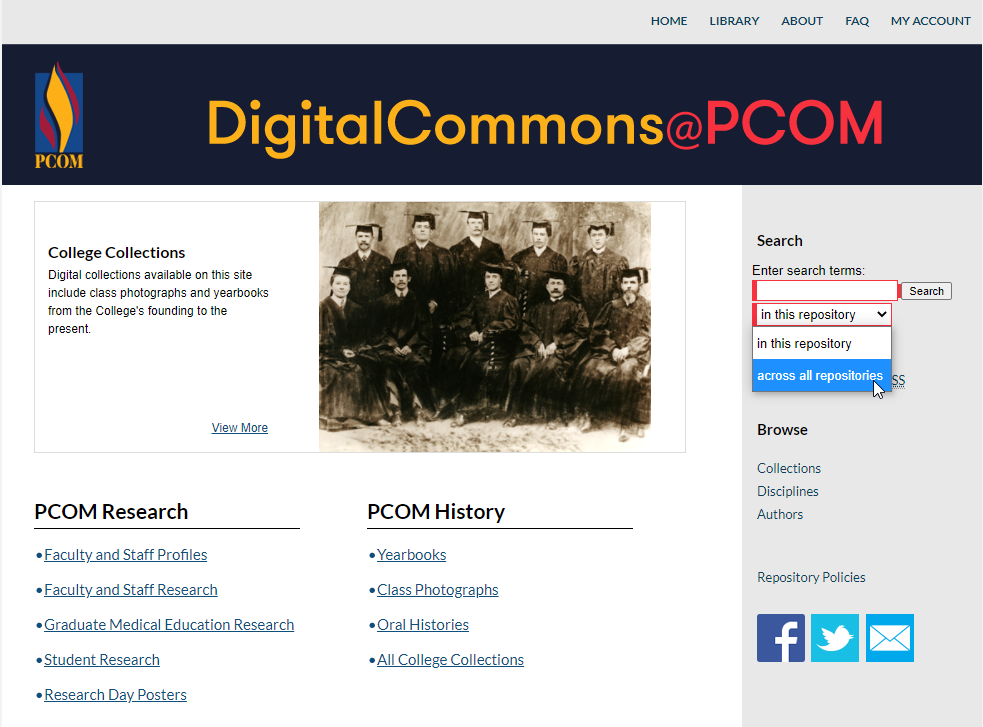 HOME LIBRARY ABOUT FAQ MY ACCOUNT
PCOM
DigitalCommons@PCOM
College Collections
Digital collections available on this site
include class photographs and yearbooks
from the College's founding to the
present.
View More
Search
Enter search terms:
Search
in this repository
in this repository
across all repositories
SS
Browse
Collections
Disciplines
Authors
Repository Policies
PCOM Research
•Faculty and Staff Profiles
•Faculty and Staff Research
•Graduate Medical Education Research
•Student Research
•Research Day Posters
PCOM History
•Yearbooks
•Class Photographs
•Oral Histories
•All College Collections